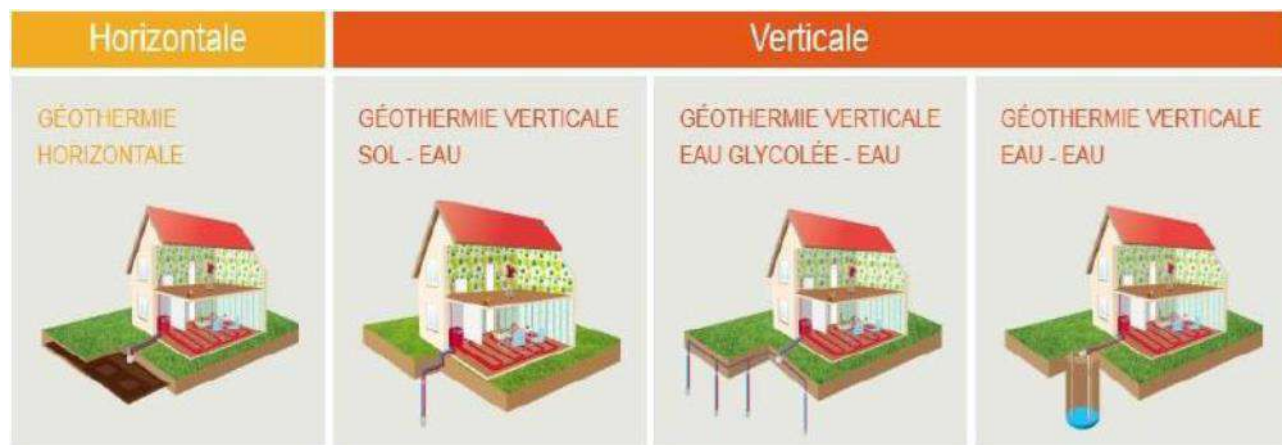 Horizontale
Verticale
GÉOTHERMIE
HORIZONTALE
GÉOTHERMIE VERTICALE
SOL - EAU
GÉOTHERMIE VERTICALE
EAU GLYCOLÉE - EAU
GÉOTHERMIE VERTICALE
EAU - EAU